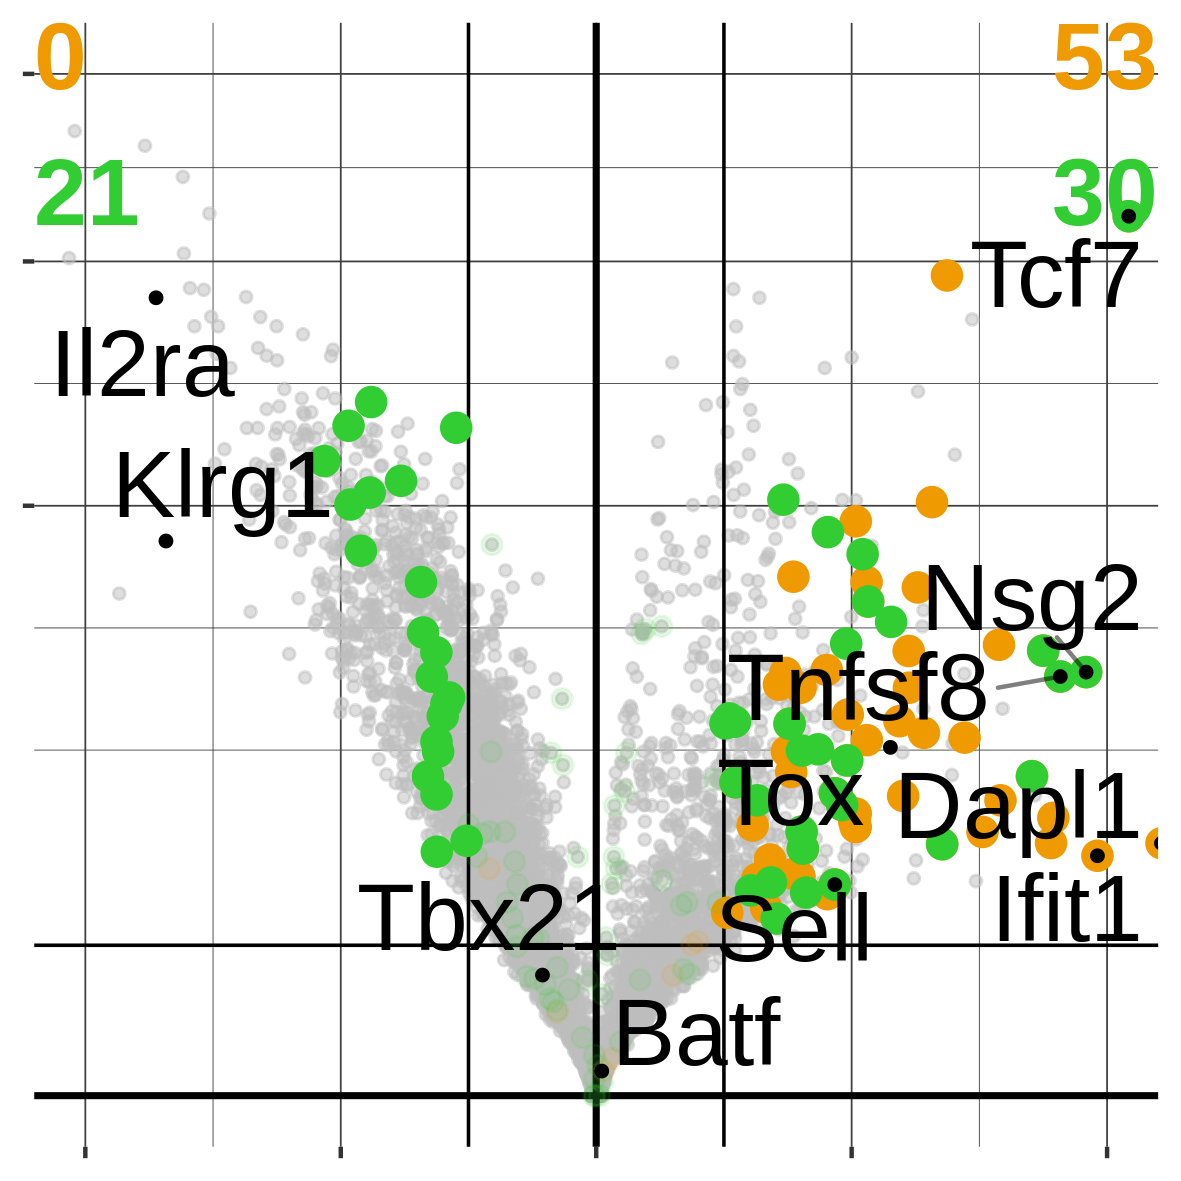 0
53
21
30
Tcf7
Il2ra
Klrg1
Nsg2
Tnfsf8
Tox
Dapl1
Ifit1
Tbx21
Sell
Batf